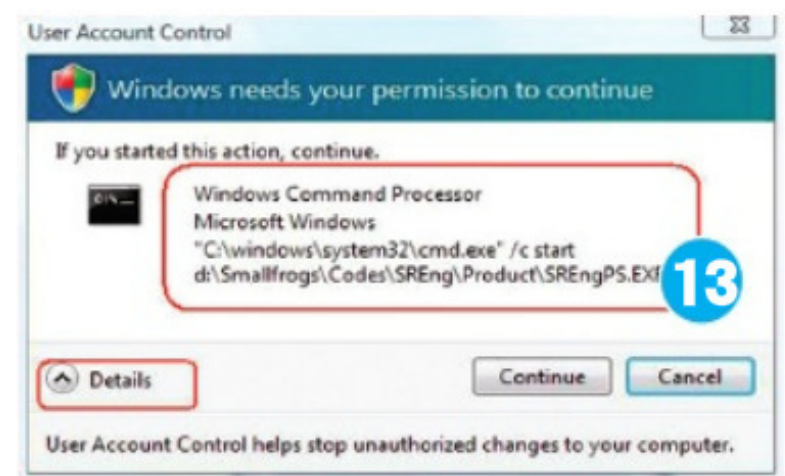 User Account Control
Windows needs your permission to continue
If you started this action, continue.
Windows Command Processor
Microsoft Windows
"C:\windows\system32\cmd.exe" /c start
d:\Smallfrogs\Codes\SREng\Product\SREngPS.EXE
13
Details
Continue
Cancel
User Account Control helps stop unauthorized changes to your computer.